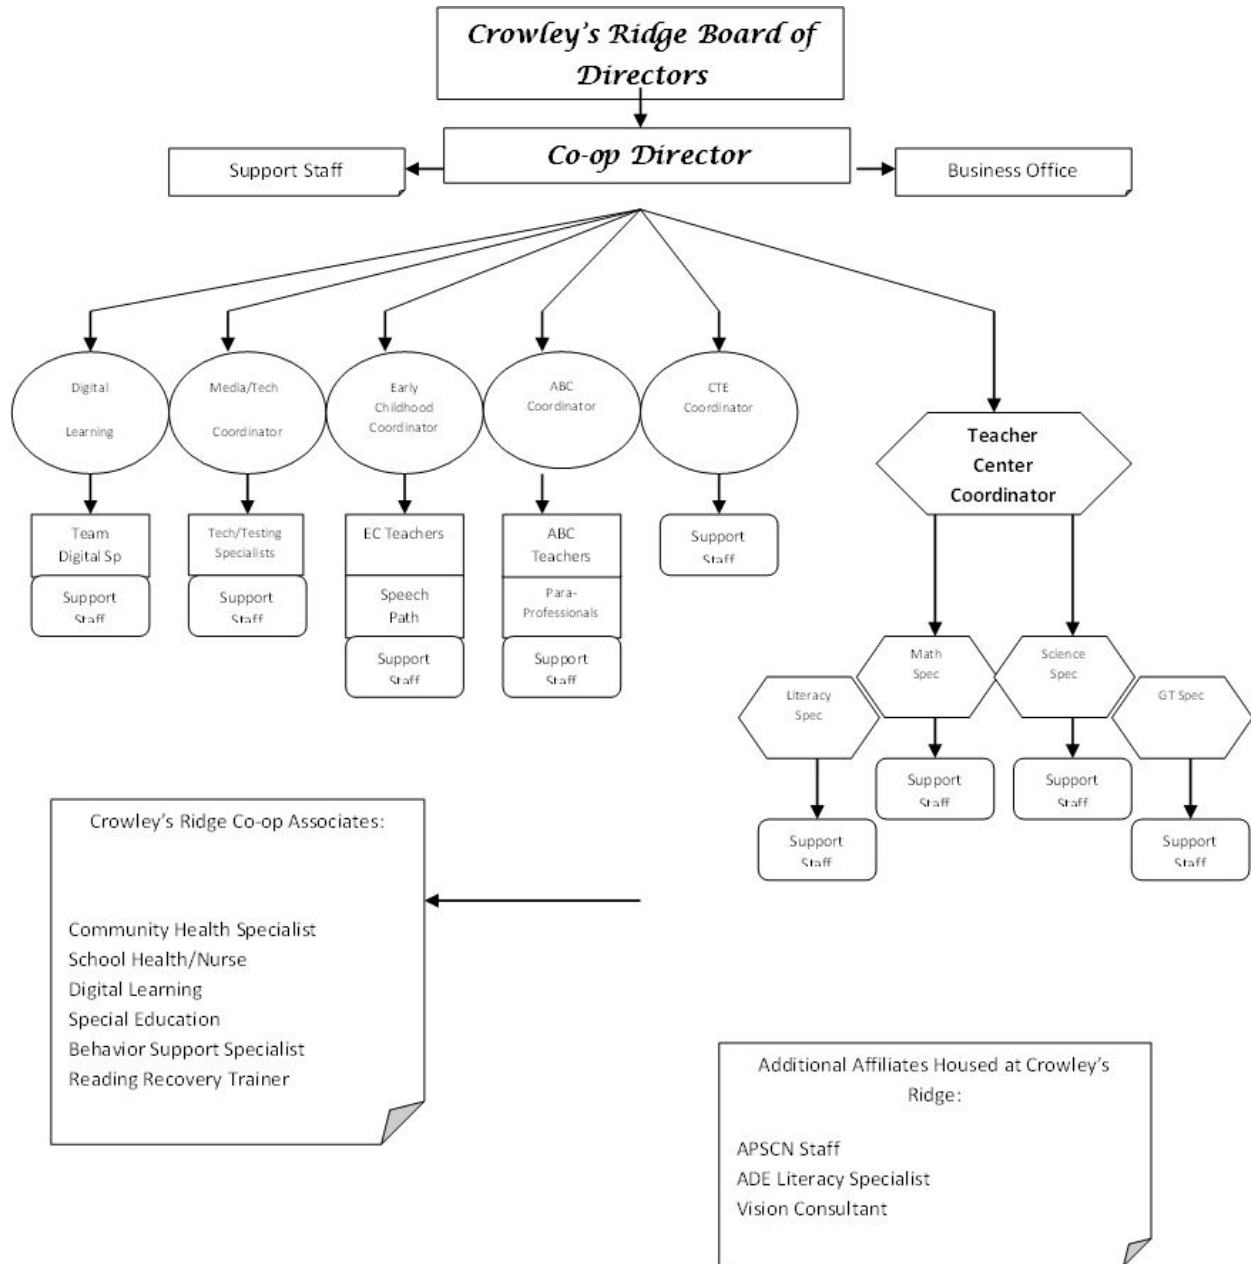 Crowley's Ridge Board of
Directors
Co-op Director
Support Staff
Business Office
Digital
Learning
Media/Tech
Coordinator
Early
Childhood
Coordinator
ABC
Coordinator
CTE
Coordinator
Teacher
Center
Coordinator
Team
Digital Sp
Support
Staff
Tech/Testing
Specialists
Support
Staff
EC Teachers
Speech
Path
Support
Staff
ABC
Teachers
Para-
Professionals
Support
Staff
Support
Staff
Literacy
Spec
Math
Spec
Science
Spec
GT Spec
Support
Staff
Support
Staff
Support
Staff
Support
Staff
Crowley's Ridge Co-op Associates:
Community Health Specialist
School Health/Nurse
Digital Learning
Special Education
Behavior Support Specialist
Reading Recovery Trainer
Additional Affiliates Housed at Crowley's
Ridge:
APSCN Staff
ADE Literacy Specialist
Vision Consultant